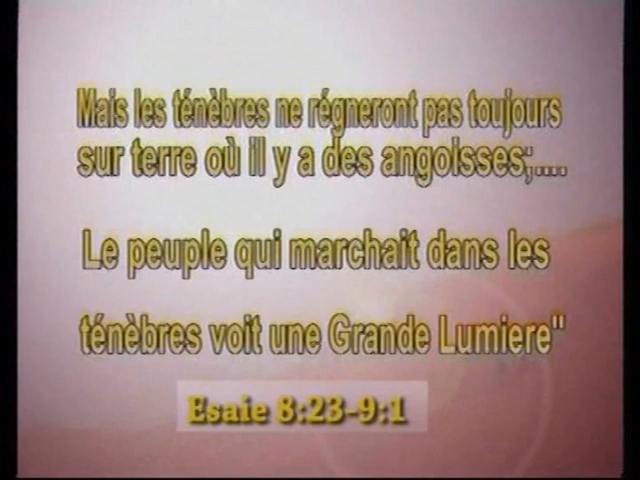 Mais les ténèbres ne régneront pas toujours
sur terre où il y a des angoisses;....
Le peuple qui marchait dans les
ténèbres voit une Grande Lumiere"
Esaie 8:23-9:1